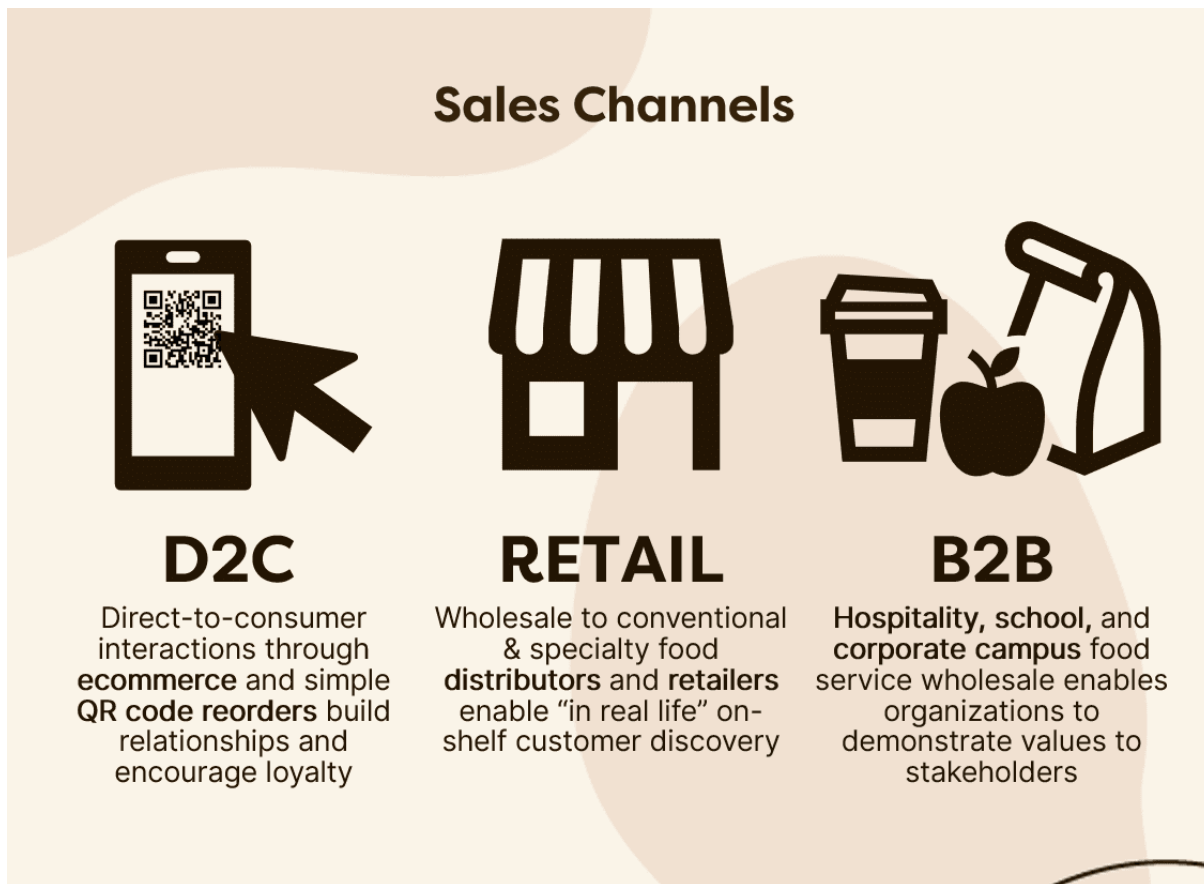 Sales Channels
D2C
Direct-to-consumer
interactions through
ecommerce and simple
QR code reorders build
relationships and
encourage loyalty
RETAIL
Wholesale to conventional
& specialty food
distributors and retailers
enable “in real life” on-
shelf customer discovery
B2B
Hospitality, school, and
corporate campus food
service wholesale enables
organizations to
demonstrate values to
stakeholders